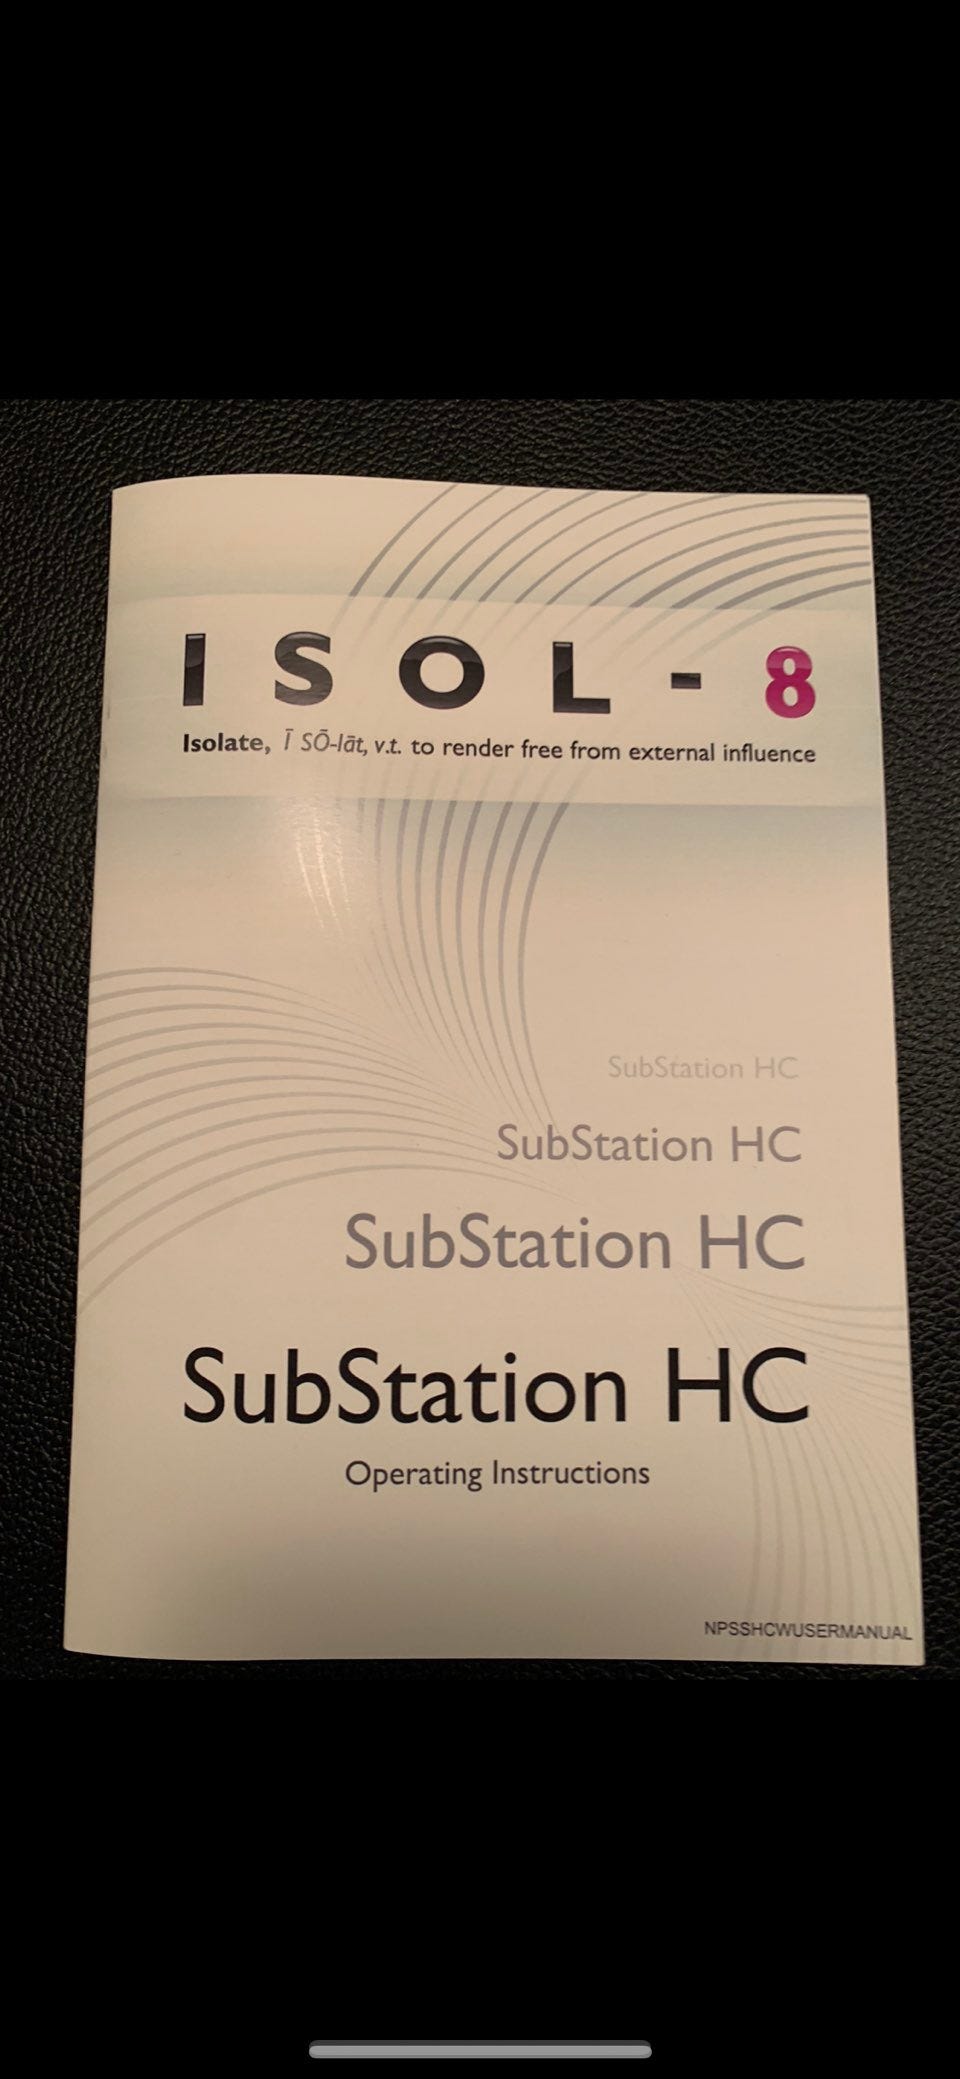 ISOL-8
Isolate, Ī SŌ-lāt, v.t. to render free from external influence
SubStation HC
SubStation HC
SubStation HC
SubStation HC
Operating Instructions
NPSSHCWUSERMANUAL